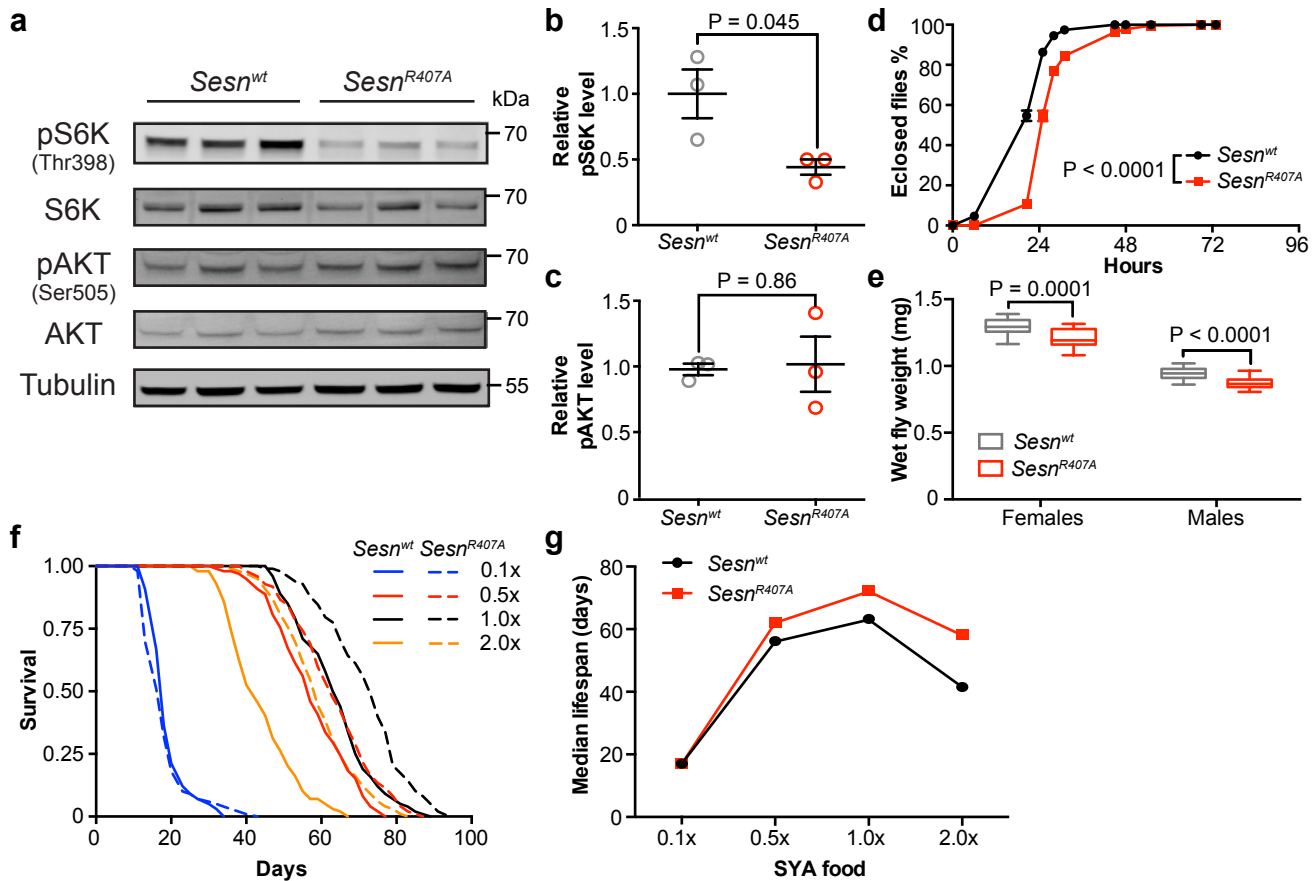 a
Sesn^wt Sesn^R407A
kDa
pS6K
(Thr398)
70
S6K
70
pAKT
(Ser505)
70
AKT
70
Tubulin
55
b
P = 0.045
Relative
pS6K level
1.5
1.0
0.5
0
Sesn^wt Sesn^R407A
c
P = 0.86
Relative
pAKT level
1.5
1.0
0.5
0
Sesn^wt Sesn^R407A
d
Eclosed flies %
100
80
60
40
20
0
P < 0.0001
Sesn^wt
Sesn^R407A
0 24 48 72 96
Hours
e
P = 0.0001
P < 0.0001
Wet fly weight (mg)
1.5
1.0
0.5
0
Sesn^wt
Sesn^R407A
Females Males
f
Sesn^wt Sesn^R407A
0.1x
0.5x
1.0x
2.0x
Survival
1.00
0.75
0.50
0.25
0
0 20 40 60 80 100
Days
g
Sesn^wt
Sesn^R407A
Median lifespan (days)
80
60
40
20
0
0.1x 0.5x 1.0x 2.0x
SYA food